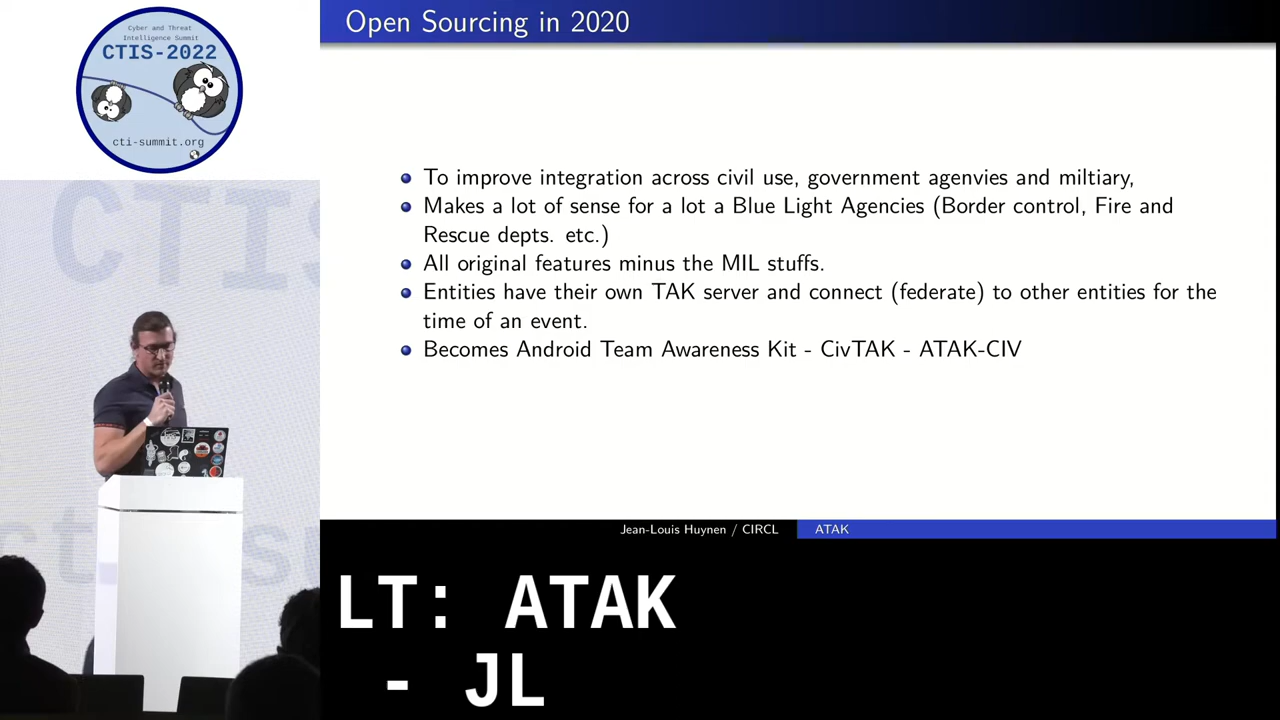 Cyber and Threat
Intelligence Summit
CTIS-2022
cti-summit.org
Open Sourcing in 2020
To improve integration across civil use, government agenvies and miltiary,
Makes a lot of sense for a lot a Blue Light Agencies (Border control, Fire and
Rescue depts. etc.)
All original features minus the MIL stuffs.
Entities have their own TAK server and connect (federate) to other entities for the
time of an event.
Becomes Android Team Awareness Kit - CivTAK - ATAK-CIV
Jean-Louis Huynen / CIRCL
ATAK
LT: ATAK
- JL
CTIS